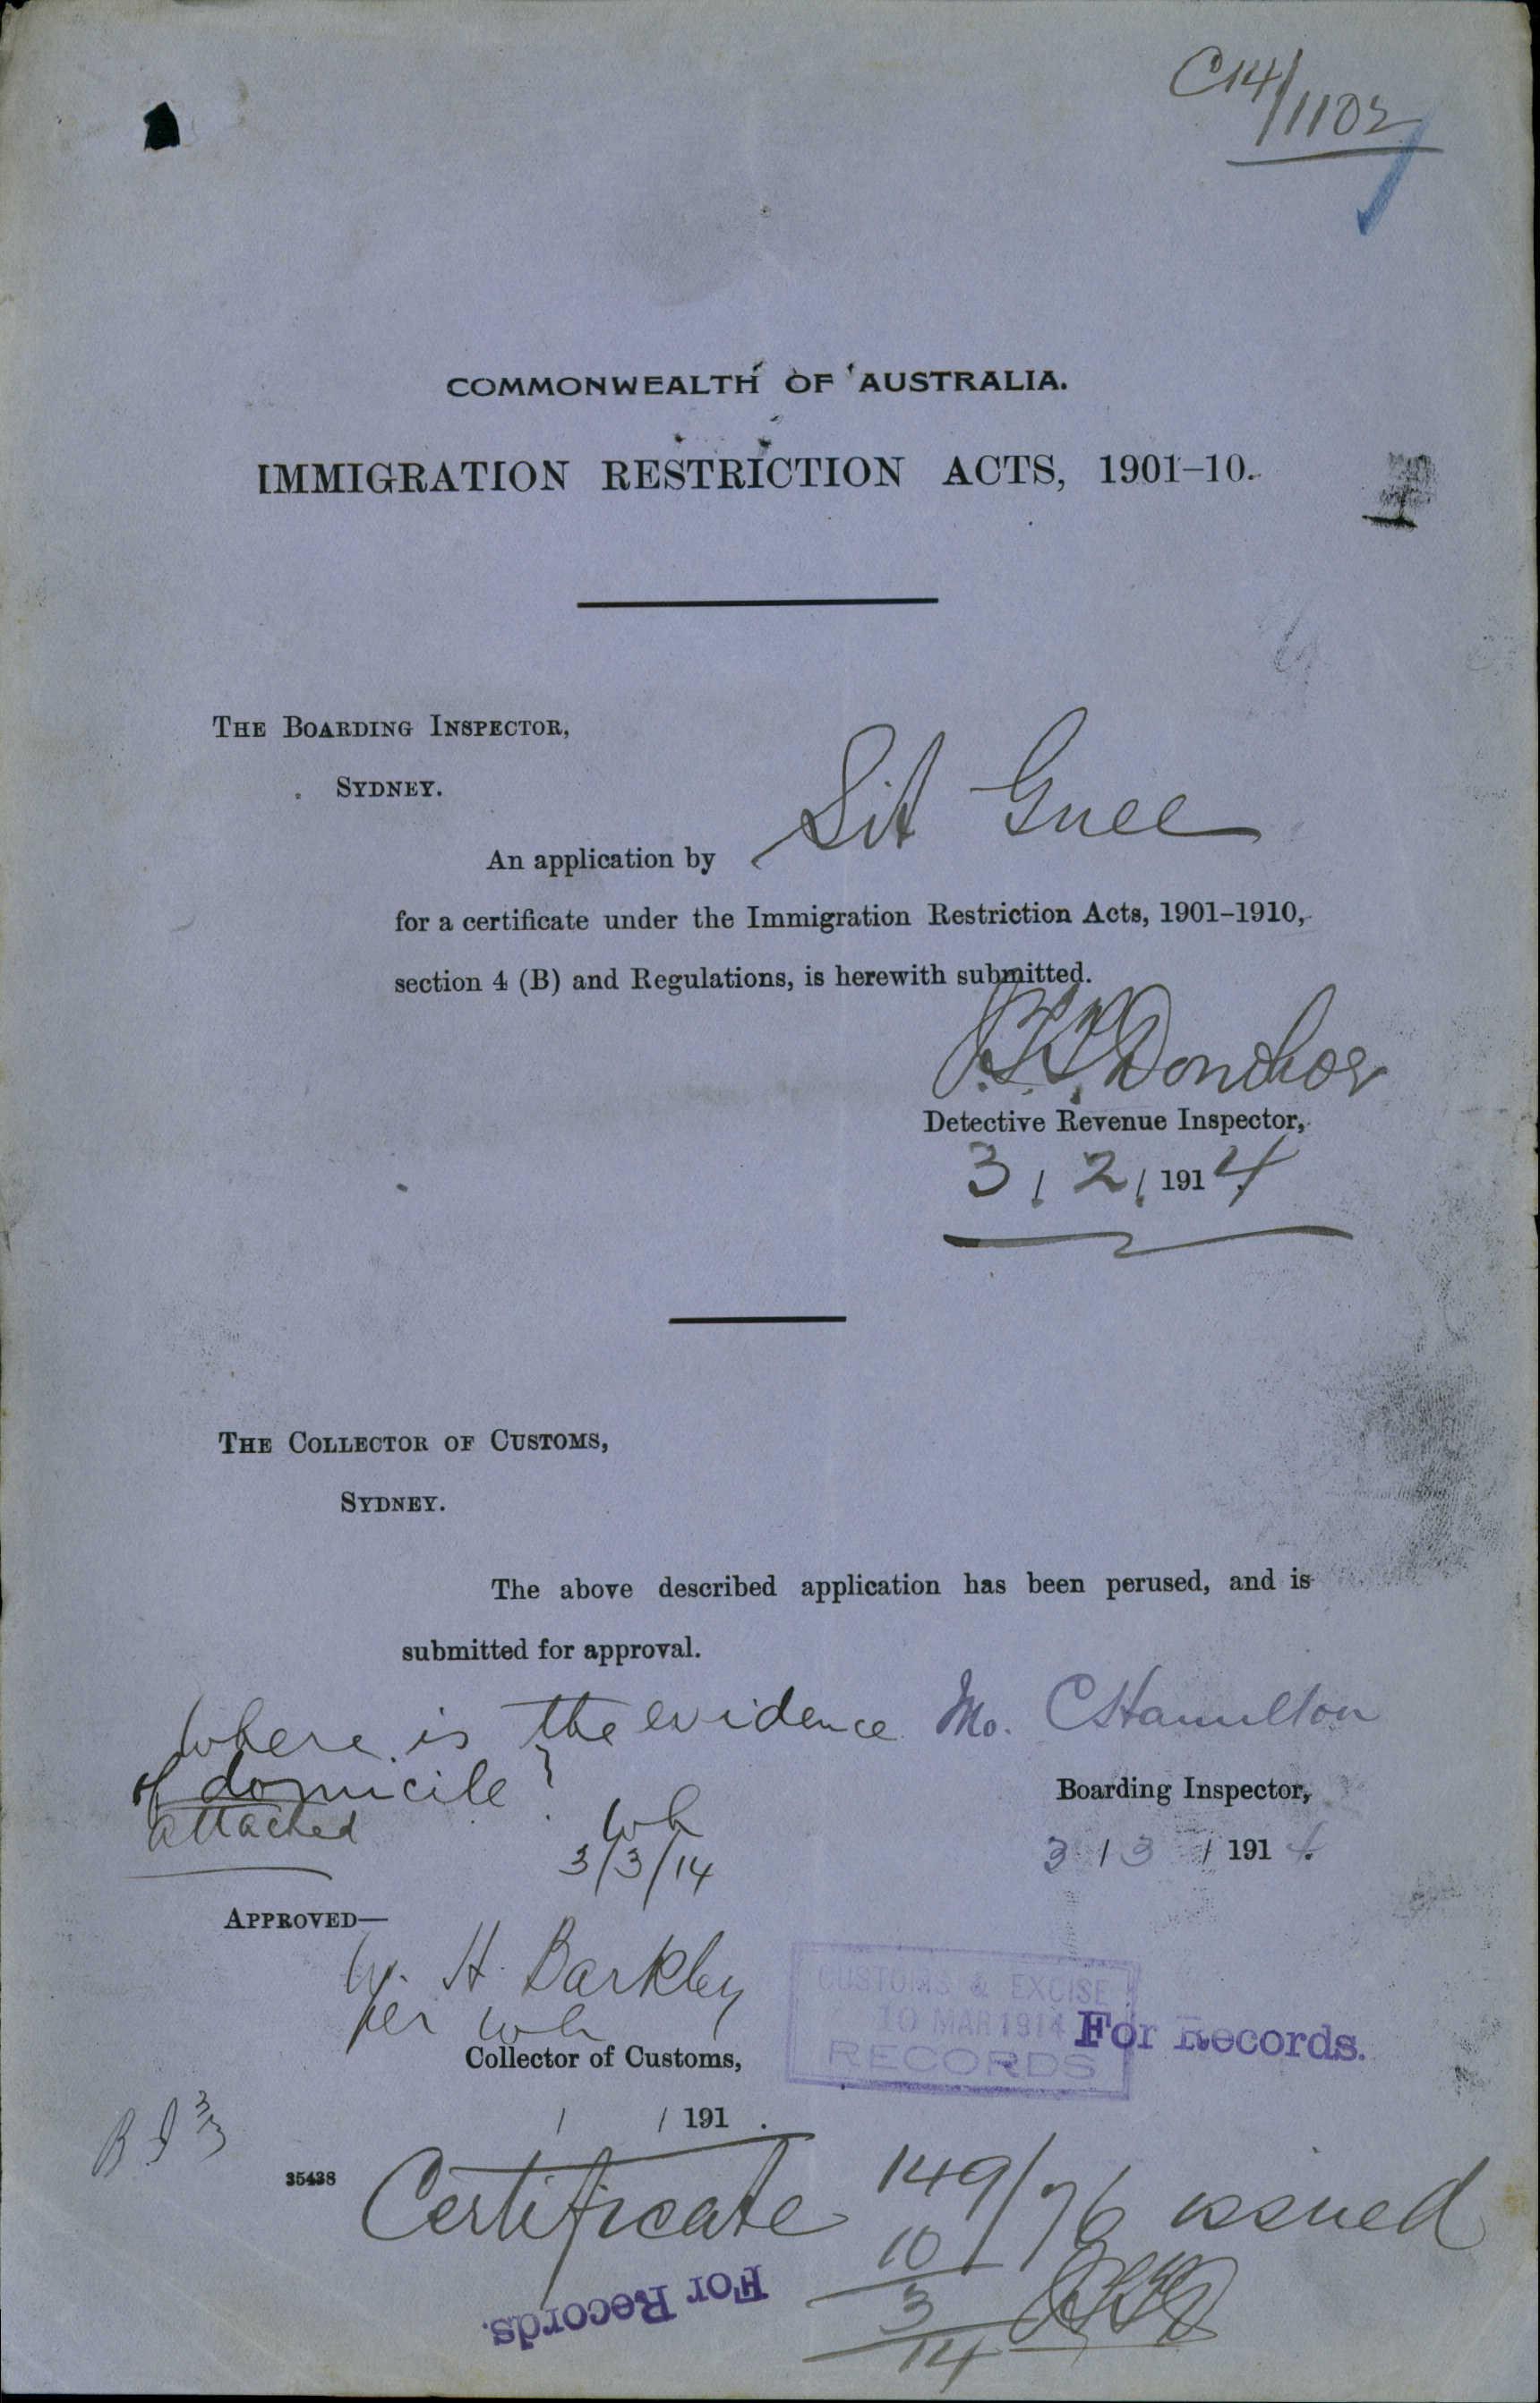 C14/1102
COMMONWEALTH OF AUSTRALIA.
IMMIGRATION RESTRICTION ACTS, 1901-10.
THE BOARDING INSPECTOR,
SYDNEY.
An application by Sit Guee
for a certificate under the Immigration Restriction Acts, 1901-1910,
section 4 (B) and Regulations, is herewith submitted.
Donohoe
Detective Revenue Inspector,
3/2/1914
THE COLLECTOR OF CUSTOMS,
SYDNEY.
The above described application has been perused, and is
submitted for approval.
Where is the evidence
of domicile?
attached
Wh
3/3/14
C Hamilton
Boarding Inspector,
3/3/1914.
APPROVED—
W. H. Barkley
per Wh
Collector of Customs,
/ / 191 .
CUSTOMS & EXCISE
10 MAR 1914
RECORDS
For Records.
35438
Certificate 149/76 issued
10/3/14
For Records.